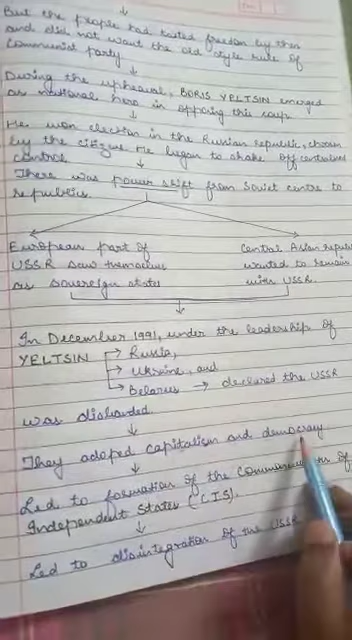 But the people had tasted freedom by then
and did not want the old style rule of
Communist party
During the upheaval, BORIS YELTSIN emerged
as national hero in opposing this coup.
He won election in the Russian republic, chosen
by the citizens. He began to shake off centralised
control
There was power shift from Soviet centre to
republics.
European part of
USSR saw themselves
as sovereign states
Central Asian republics
wanted to remain
with USSR.
In December 1991, under the leadership of
YELTSIN Russia,
Ukraine, and
Belarus → declared the USSR
was disbanded
They adoped capitalism and democracy
Led to formation of the Commonwealth of
Independent States (CIS).
Led to disintegration of the USSR